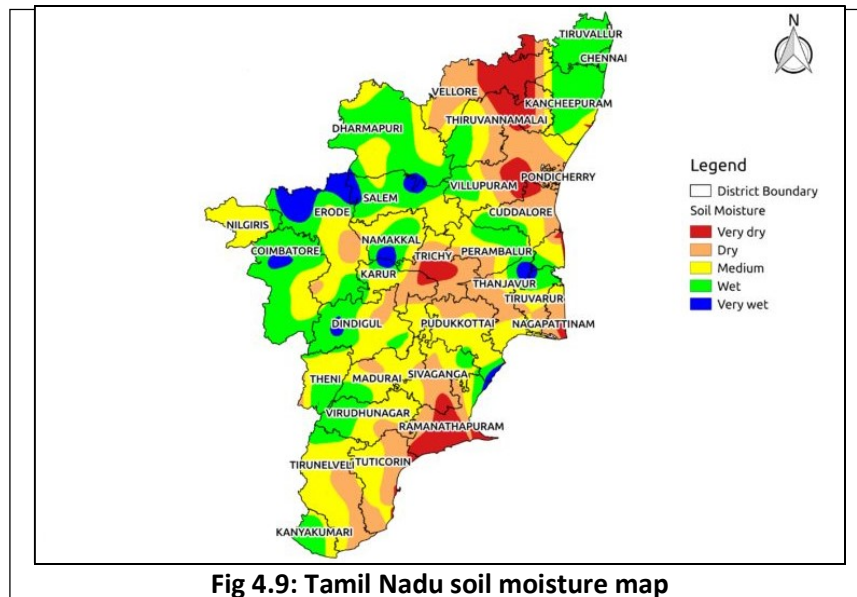 N
TIRUVALLUR
CHENNAI
VELLORE
KANCHEEPURAM
THIRUVANNAMALAI
DHARMAPURI
PONDICHERRY
VILLUPURAM
SALEM
ERODE
CUDDALORE
NILGIRIS
NAMAKKAL
COIMBATORE
TRICHY
PERAMBALUR
KARUR
THANJAVUR
TIRUVARUR
DINDIGUL
PUDUKKOTTAI
NAGAPATTINAM
THENI
MADURAI
SIVAGANGA
VIRUDHUNAGAR
RAMANATHAPURAM
TIRUNELVELI
TUTICORIN
KANYAKUMARI
Legend
District Boundary
Soil Moisture
Very dry
Dry
Medium
Wet
Very wet
Fig 4.9: Tamil Nadu soil moisture map